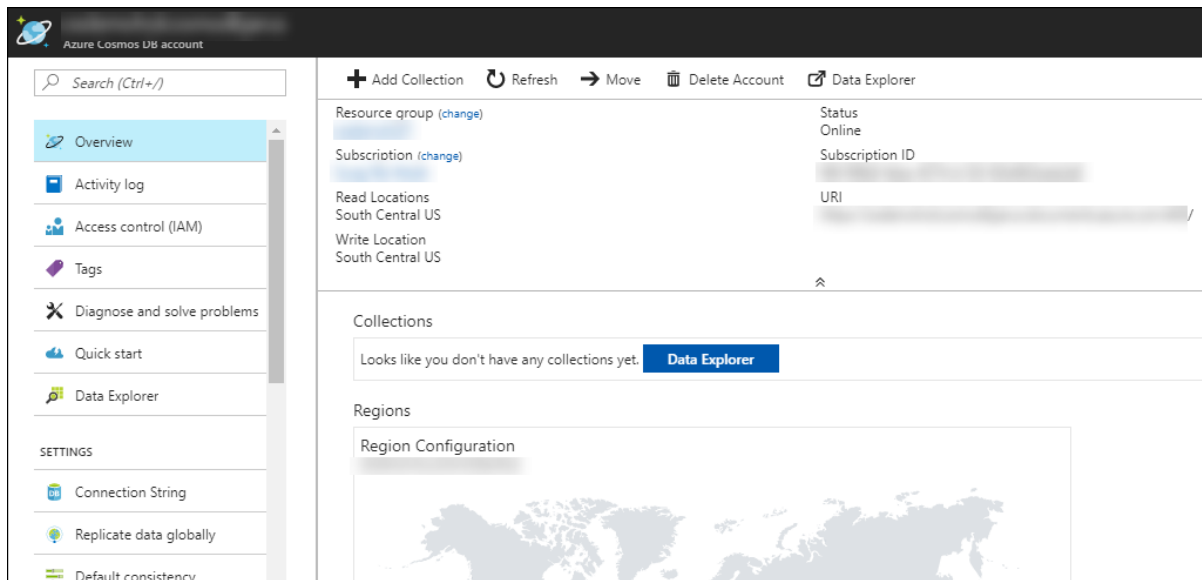 Azure Cosmos DB account
Search (Ctrl+/)
Overview
Activity log
Access control (IAM)
Tags
Diagnose and solve problems
Quick start
Data Explorer
SETTINGS
Connection String
Replicate data globally
Default consistency
Add Collection Refresh Move Delete Account Data Explorer
Resource group (change)
Subscription (change)
Read Locations
South Central US
Write Location
South Central US
Status
Online
Subscription ID
URI
/
Collections
Looks like you don't have any collections yet. Data Explorer
Regions
Region Configuration